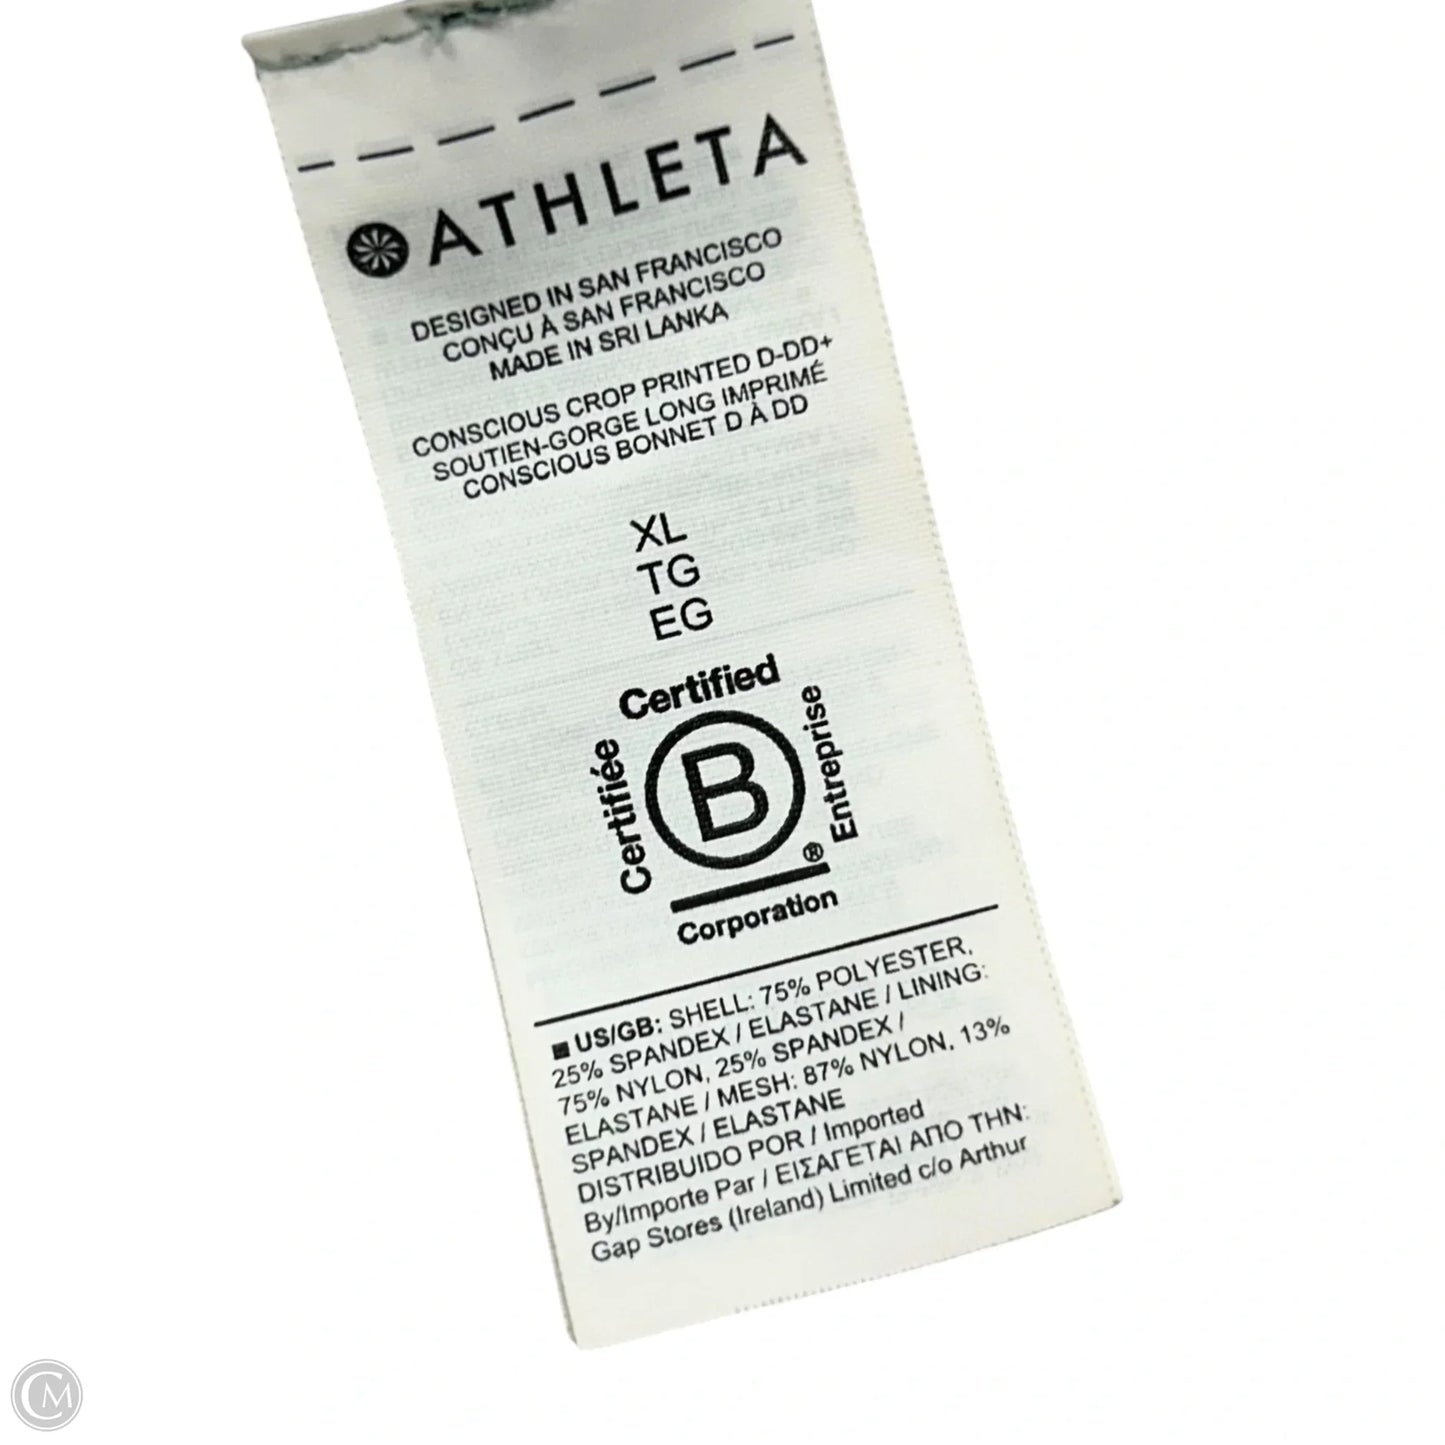 ATHLETA
DESIGNED IN SAN FRANCISCO
CONÇU À SAN FRANCISCO
MADE IN SRI LANKA
CONSCIOUS CROP PRINTED D-DD+
SOUTIEN-GORGE LONG IMPRIMÉ
CONSCIOUS BONNET D À DD
XL
TG
EG
Certified
Certifiée
B
Entreprise
®
Corporation
US/GB: SHELL: 75% POLYESTER,
25% SPANDEX / ELASTANE / LINING:
75% NYLON, 25% SPANDEX /
ELASTANE / MESH: 87% NYLON, 13%
SPANDEX / ELASTANE
DISTRIBUIDO POR / Imported
By/Importe Par / ΕΙΣΑΓΕΤΑΙ ΑΠΟ ΤΗΝ:
Gap Stores (Ireland) Limited c/o Arthur
CM